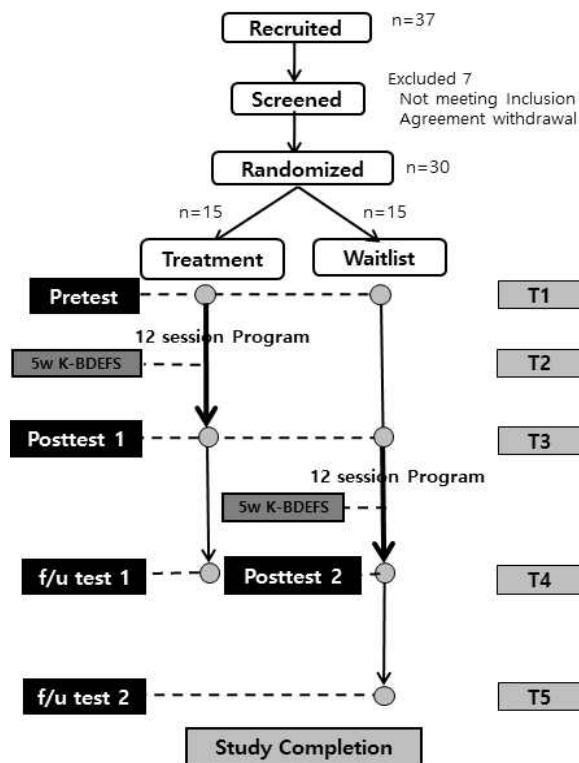 Recruited
n=37
Excluded 7
Not meeting Inclusion
Agreement withdrawal
Screened
Randomized
n=30
n=15
n=15
Treatment
Waitlist
Pretest
T1
12 session Program
5w K-BDEFS
T2
Posttest 1
T3
12 session Program
5w K-BDEFS
f/u test 1
Posttest 2
T4
f/u test 2
T5
Study Completion